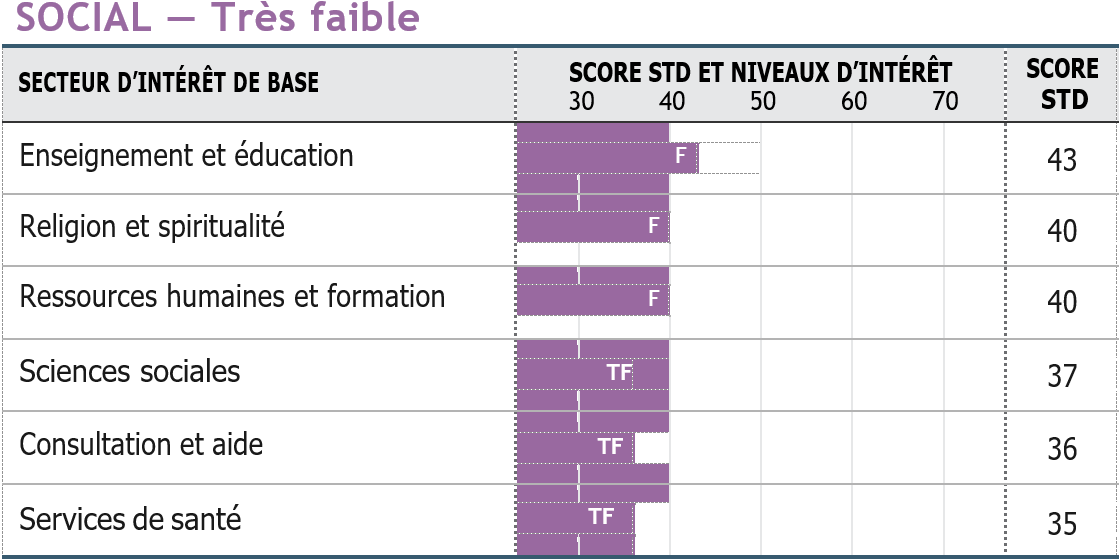 SOCIAL — Très faible
SECTEUR D'INTÉRÊT DE BASE
SCORE STD ET NIVEAUX D'INTÉRÊT
30 40 50 60 70
SCORE
STD
Enseignement et éducation F 43
Religion et spiritualité F 40
Ressources humaines et formation F 40
Sciences sociales TF 37
Consultation et aide TF 36
Services de santé TF 35